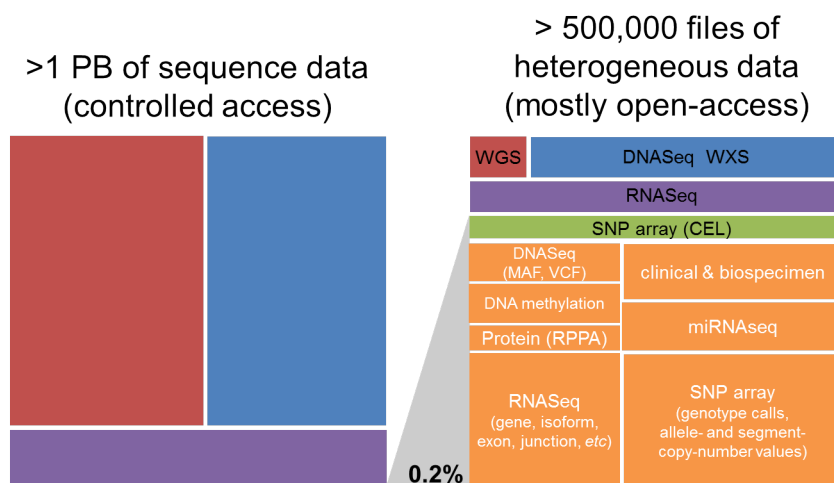 >1 PB of sequence data
(controlled access)
> 500,000 files of
heterogeneous data
(mostly open-access)
WGS
DNASeq WXS
RNASeq
SNP array (CEL)
DNASeq
(MAF, VCF)
clinical & biospecimen
DNA methylation
miRNAseq
Protein (RPPA)
RNASeq
(gene, isoform,
exon, junction, etc)
SNP array
(genotype calls,
allele- and segment-
copy-number values)
0.2%